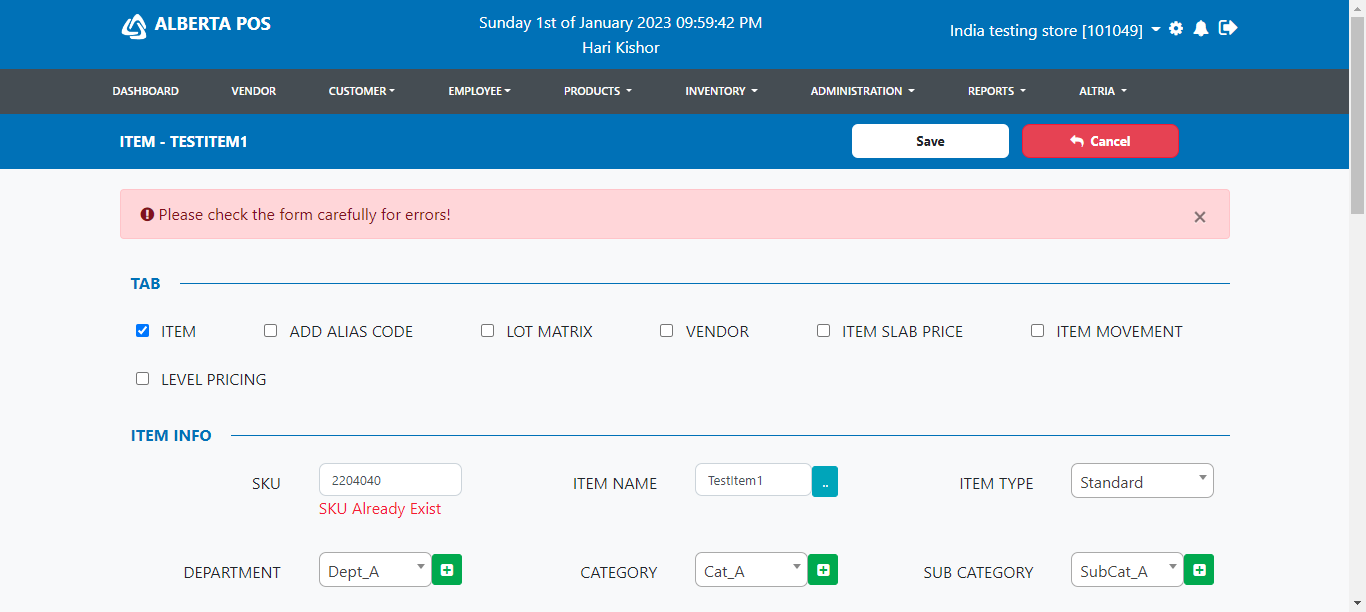 ALBERTA POS
Sunday 1st of January 2023 09:59:42 PM
Hari Kishor
India testing store [101049]
DASHBOARD VENDOR CUSTOMER EMPLOYEE PRODUCTS INVENTORY ADMINISTRATION REPORTS ALTRIA
ITEM - TESTITEM1
Save Cancel
Please check the form carefully for errors! ×
TAB
ITEM ADD ALIAS CODE LOT MATRIX VENDOR ITEM SLAB PRICE ITEM MOVEMENT
LEVEL PRICING
ITEM INFO
SKU 2204040 ITEM NAME TestItem1 .. ITEM TYPE Standard
SKU Already Exist
DEPARTMENT Dept_A CATEGORY Cat_A SUB CATEGORY SubCat_A